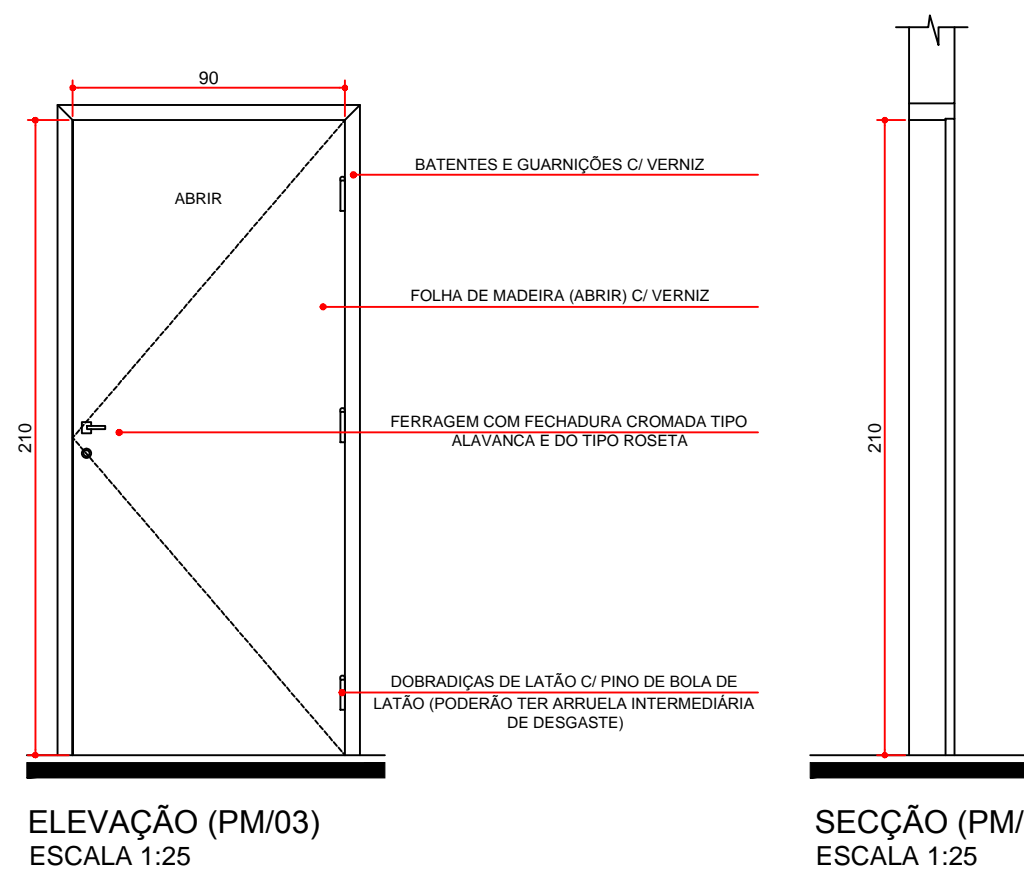 90
BATENTES E GUARNIÇÕES C/ VERNIZ
ABRIR
FOLHA DE MADEIRA (ABRIR) C/ VERNIZ
210
FERRAGEM COM FECHADURA CROMADA TIPO
ALAVANCA E DO TIPO ROSETA
210
DOBRADIÇAS DE LATÃO C/ PINO DE BOLA DE
LATÃO (PODERÃO TER ARRUELA INTERMEDIÁRIA
DE DESGASTE)
ELEVAÇÃO (PM/03)
ESCALA 1:25
SECÇÃO (PM/
ESCALA 1:25